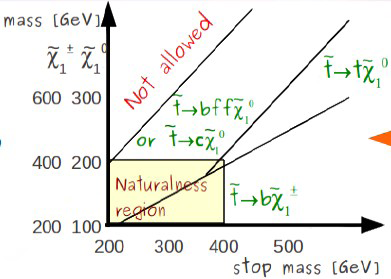 mass [GeV]
χ̃₁± χ̃₁⁰
Not allowed
t̃→tχ̃₁⁰
600 300
t̃→bffχ̃₁⁰
or t̃→cχ̃₁⁰
400 200
Naturalness
region
t̃→bχ̃₁±
200 100
200 300 400 500
stop mass [GeV]